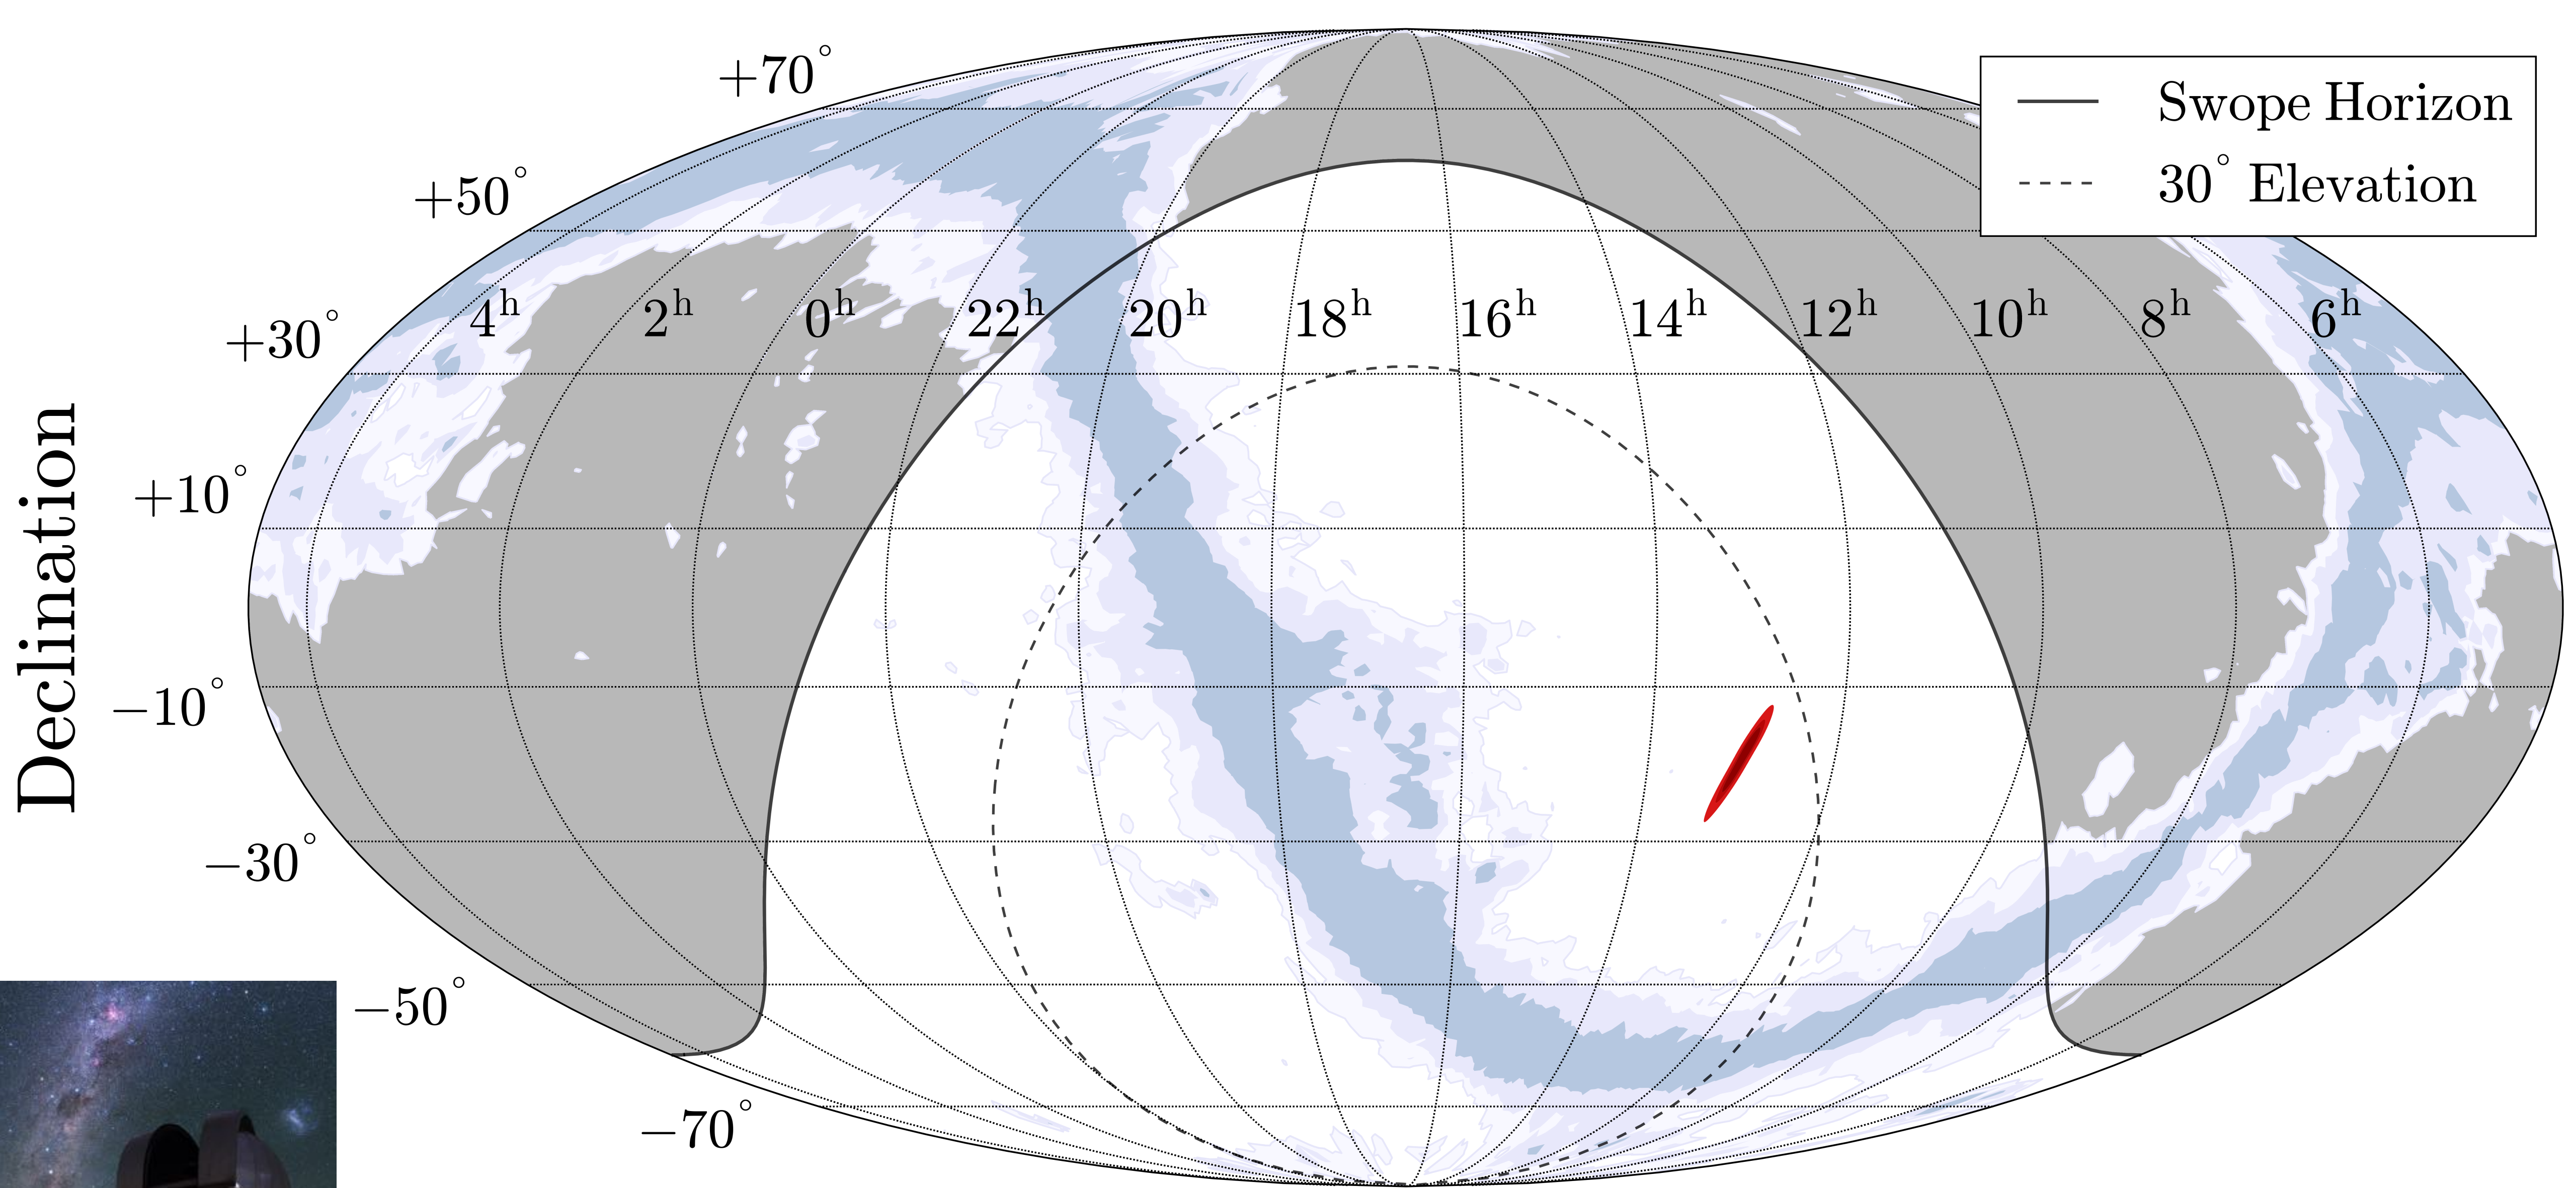 +70°
Swope Horizon
+50°
30° Elevation
+30°
4ʰ 2ʰ 0ʰ 22ʰ 20ʰ 18ʰ 16ʰ 14ʰ 12ʰ 10ʰ 8ʰ 6ʰ
+10°
Declination
−10°
−30°
−50°
−70°